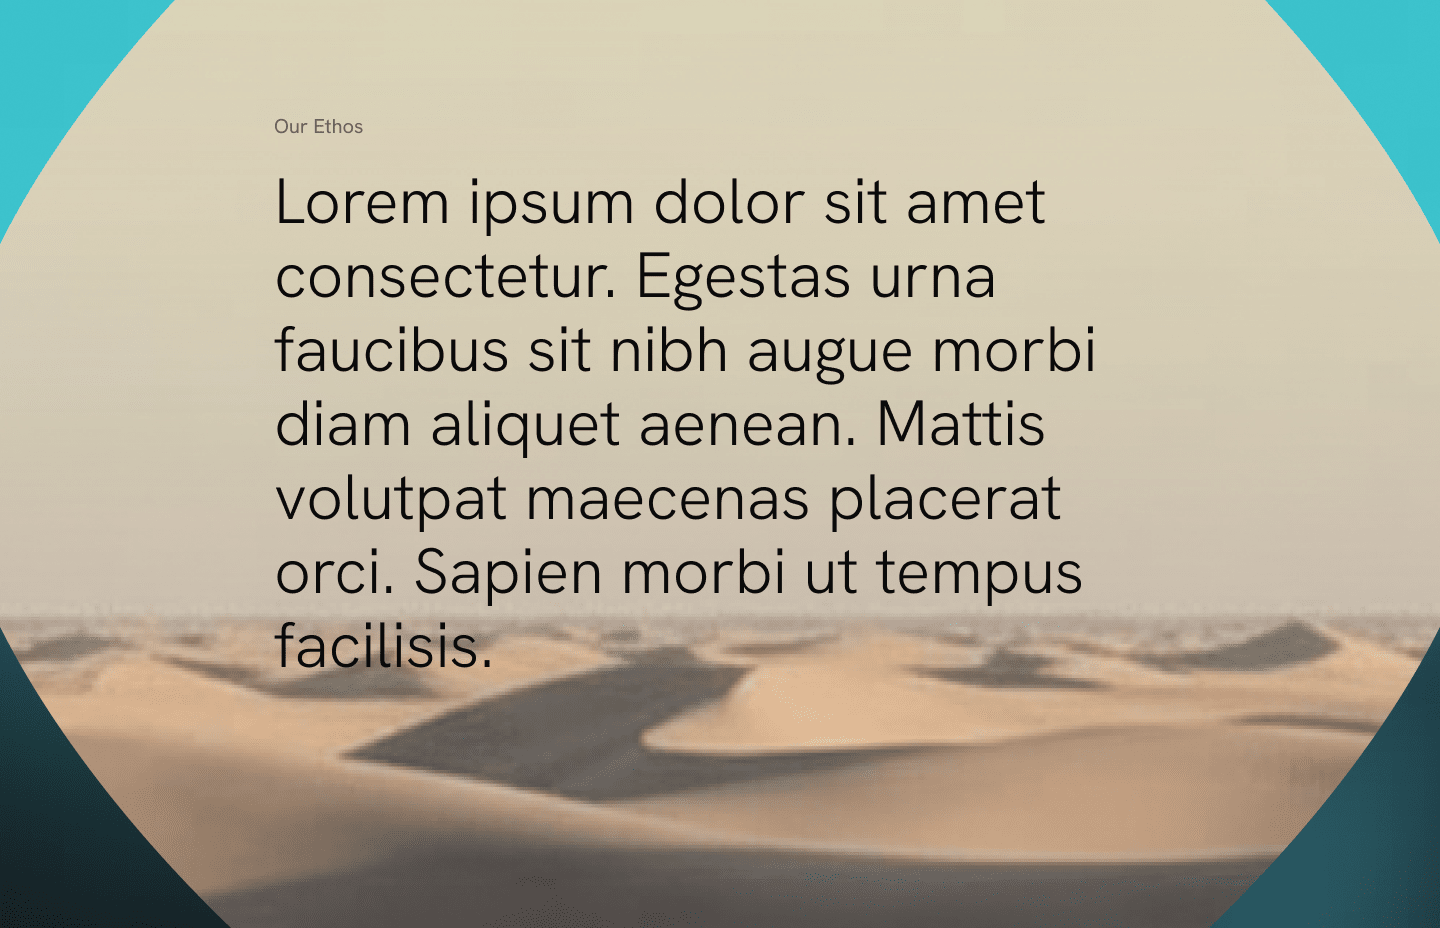 Our Ethos
Lorem ipsum dolor sit amet
consectetur. Egestas urna
faucibus sit nibh augue morbi
diam aliquet aenean. Mattis
volutpat maecenas placerat
orci. Sapien morbi ut tempus
facilisis.